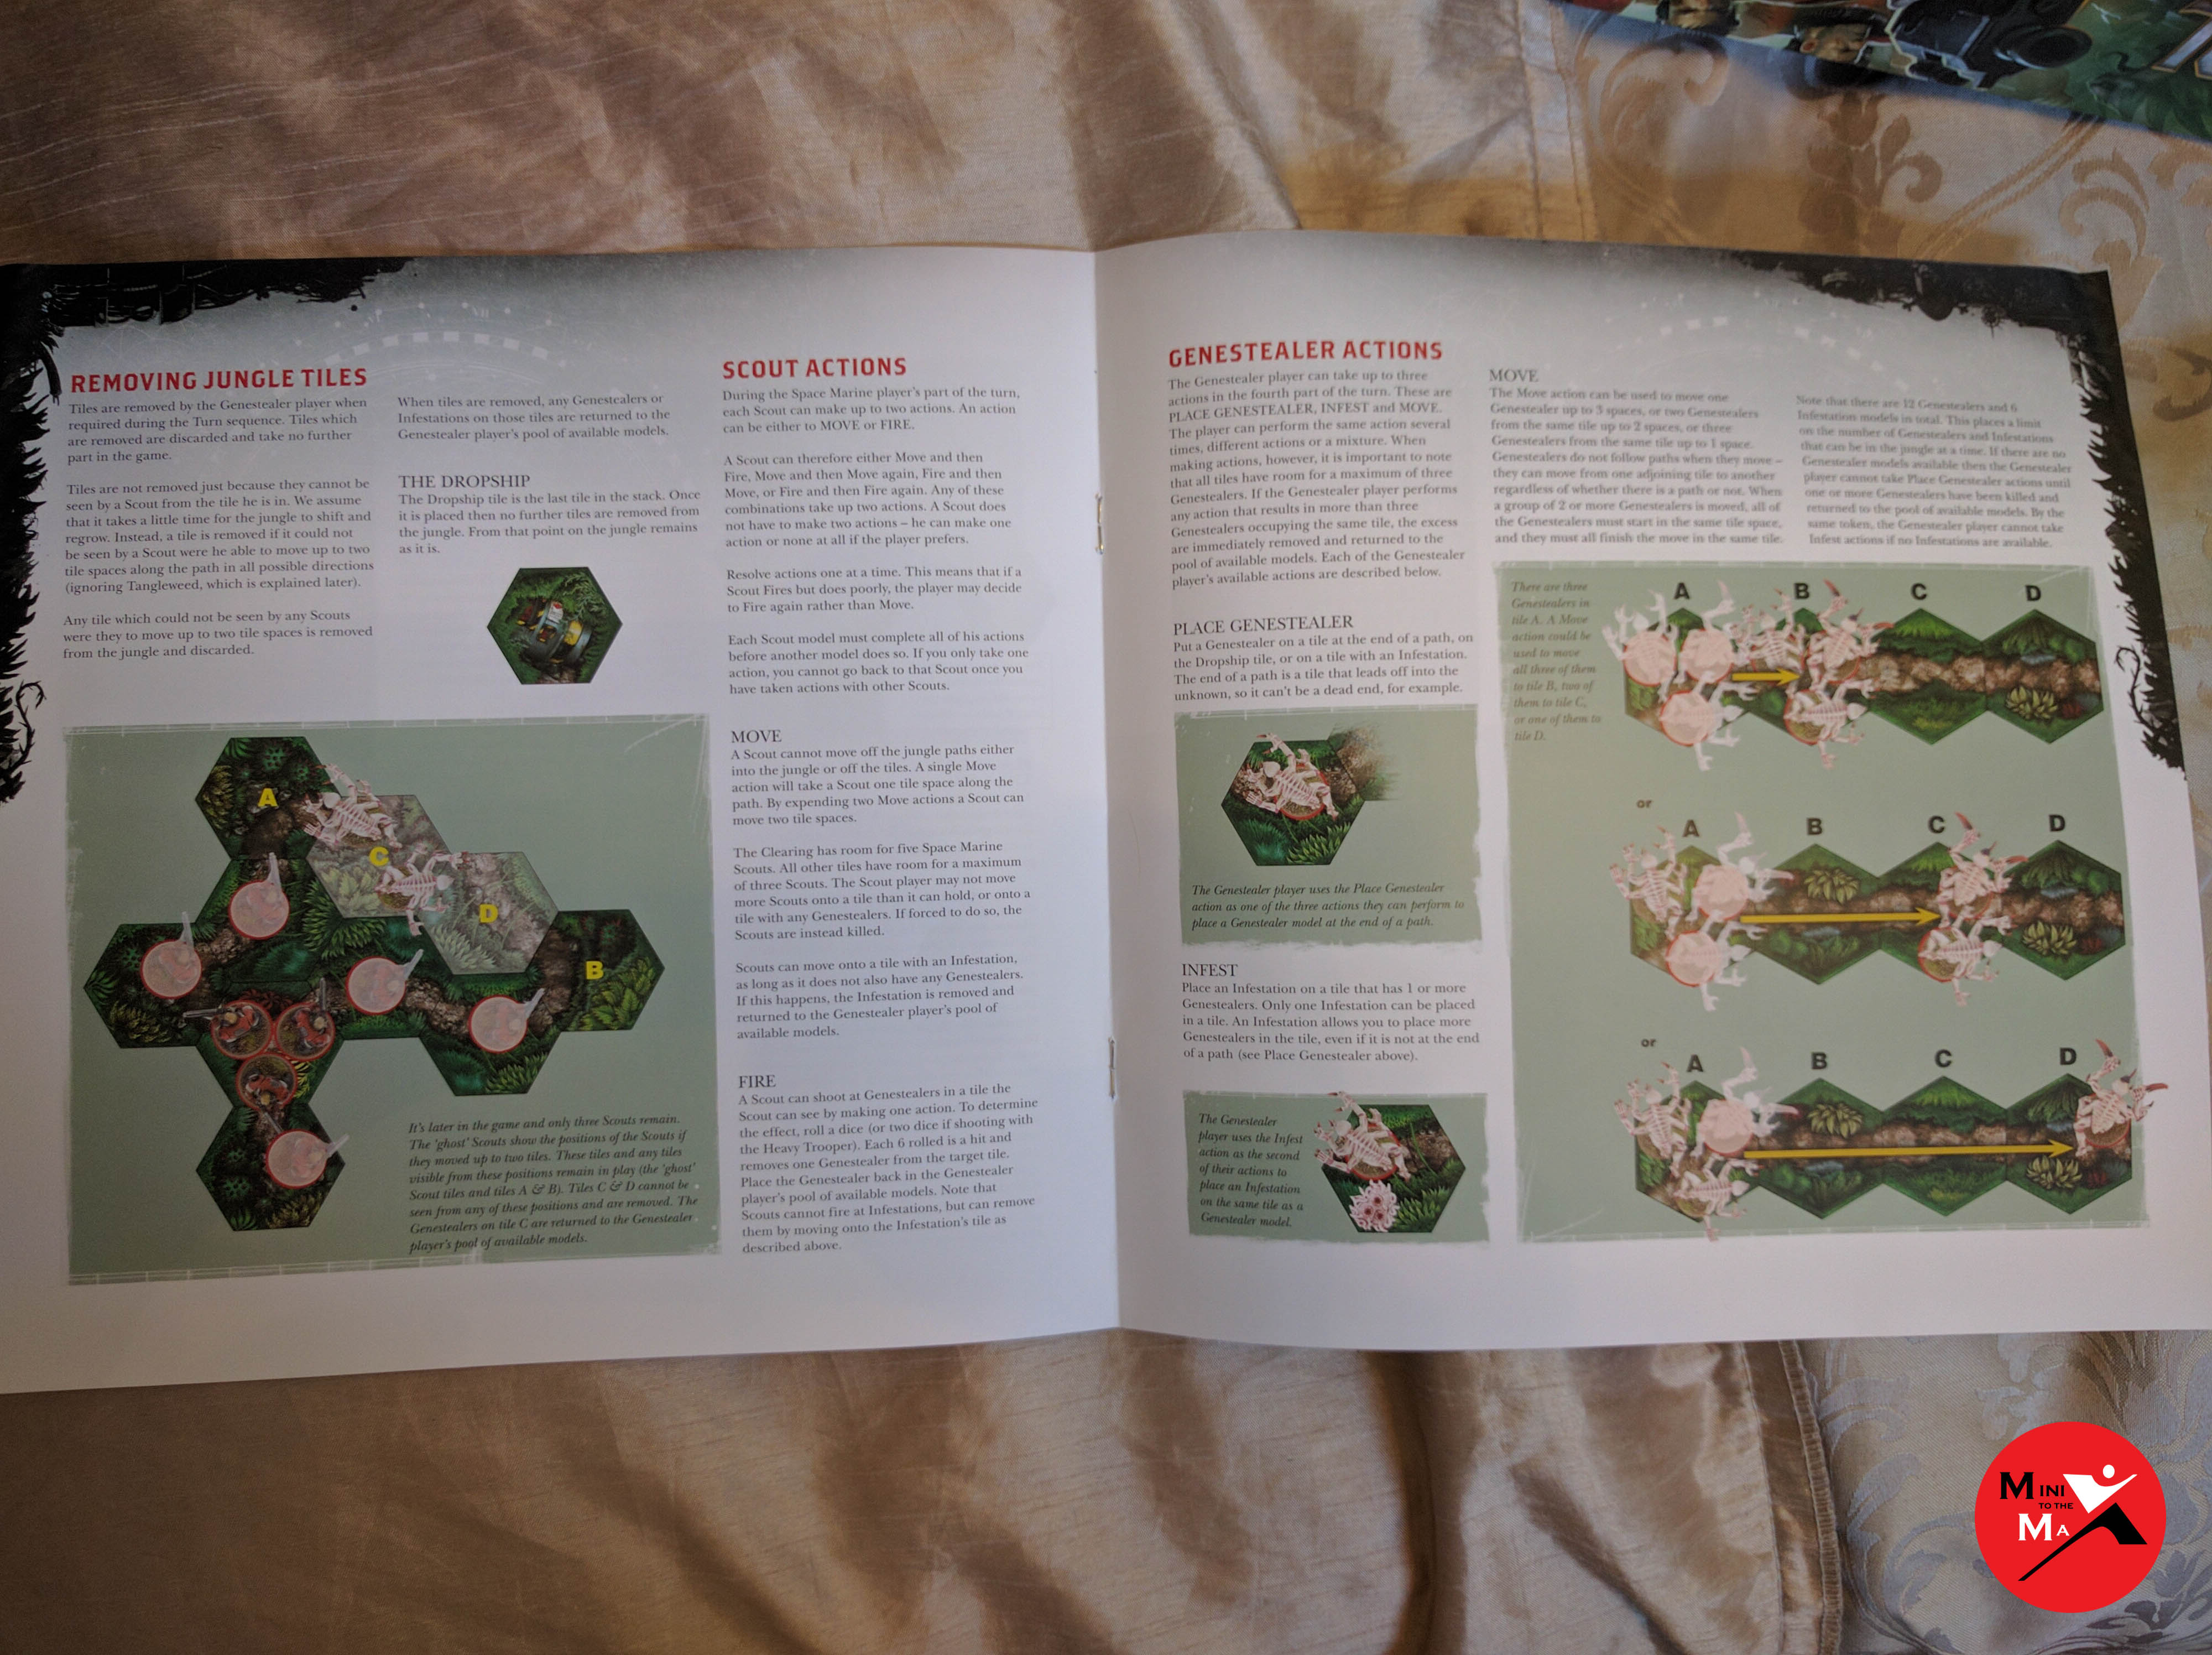 REMOVING JUNGLE TILES
Tiles are removed by the Genestealer player when
required during the Turn sequence. Tiles which
are removed are discarded and take no further
part in the game.
Tiles are not removed just because they cannot be
seen by a Scout from the tile he is in. We assume
that it takes a little time for the jungle to shift and
regrow. Instead, a tile is removed if it could not
be seen by a Scout were he able to move up to two
tile spaces along the path in all possible directions
(ignoring Tangleweed, which is explained later).
Any tile which could not be seen by any Scouts
were they to move up to two tile spaces is removed
from the jungle and discarded.
When tiles are removed, any Genestealers or
Infestations on those tiles are returned to the
Genestealer player's pool of available models.
THE DROPSHIP
The Dropship tile is the last tile in the stack. Once
it is placed then no further tiles are removed from
the jungle. From that point on the jungle remains
as it is.
A
C
D
B
It's later in the game and only three Scouts remain.
The 'ghost' Scouts show the positions of the Scouts if
they moved up to two tiles. These tiles and any tiles
visible from these positions remain in play (the 'ghost'
Scout tiles and tiles A & B). Tiles C & D cannot be
seen from any of these positions and are removed. The
Genestealers on tile C are returned to the Genestealer
player's pool of available models.
SCOUT ACTIONS
During the Space Marine player's part of the turn,
each Scout can make up to two actions. An action
can be either to MOVE or FIRE.
A Scout can therefore either Move and then
Fire, Move and then Move again, Fire and then
Move, or Fire and then Fire again. Any of these
combinations take up two actions. A Scout does
not have to make two actions – he can make one
action or none at all if the player prefers.
Resolve actions one at a time. This means that if a
Scout Fires but does poorly, the player may decide
to Fire again rather than Move.
Each Scout model must complete all of his actions
before another model does so. If you only take one
action, you cannot go back to that Scout once you
have taken actions with other Scouts.
MOVE
A Scout cannot move off the jungle paths either
into the jungle or off the tiles. A single Move
action will take a Scout one tile space along the
path. By expending two Move actions a Scout can
move two tile spaces.
The Clearing has room for five Space Marine
Scouts. All other tiles have room for a maximum
of three Scouts. The Scout player may not move
more Scouts onto a tile than it can hold, or onto a
tile with any Genestealers. If forced to do so, the
Scouts are instead killed.
Scouts can move onto a tile with an Infestation,
as long as it does not also have any Genestealers.
If this happens, the Infestation is removed and
returned to the Genestealer player's pool of
available models.
FIRE
A Scout can shoot at Genestealers in a tile the
Scout can see by making one action. To determine
the effect, roll a dice (or two dice if shooting with
the Heavy Trooper). Each 6 rolled is a hit and
removes one Genestealer from the target tile.
Place the Genestealer back in the Genestealer
player's pool of available models. Note that
Scouts cannot fire at Infestations, but can remove
them by moving onto the Infestation's tile as
described above.
GENESTEALER ACTIONS
The Genestealer player can take up to three
actions in the fourth part of the turn. These are
PLACE GENESTEALER, INFEST and MOVE.
The player can perform the same action several
times, different actions or a mixture. When
making actions, however, it is important to note
that all tiles have room for a maximum of three
Genestealers. If the Genestealer player performs
any action that results in more than three
Genestealers occupying the same tile, the excess
are immediately removed and returned to the
pool of available models. Each of the Genestealer
player's available actions are described below.
PLACE GENESTEALER
Put a Genestealer on a tile at the end of a path, on
the Dropship tile, or on a tile with an Infestation.
The end of a path is a tile that leads off into the
unknown, so it can't be a dead end, for example.
The Genestealer player uses the Place Genestealer
action as one of the three actions they can perform to
place a Genestealer model at the end of a path.
INFEST
Place an Infestation on a tile that has 1 or more
Genestealers. Only one Infestation can be placed
in a tile. An Infestation allows you to place more
Genestealers in the tile, even if it is not at the end
of a path (see Place Genestealer above).
The Genestealer
player uses the Infest
action as the second
of their actions to
place an Infestation
on the same tile as a
Genestealer model.
MOVE
The Move action can be used to move one
Genestealer up to 3 spaces, or two Genestealers
from the same tile up to 2 spaces, or three
Genestealers from the same tile up to 1 space.
Genestealers do not follow paths when they move –
they can move from one adjoining tile to another
regardless of whether there is a path or not. When
a group of 2 or more Genestealers is moved, all of
the Genestealers must start in the same tile space,
and they must all finish the move in the same tile.
Note that there are 12 Genestealers and 6
Infestation models in total. This places a limit
on the number of Genestealers and Infestations
that can be in the jungle at a time. If there are no
Genestealer models available then the Genestealer
player cannot take Place Genestealer actions until
one or more Genestealers have been killed and
returned to the pool of available models. By the
same token, the Genestealer player cannot take
Infest actions if no Infestations are available.
There are three
Genestealers in
tile A. A Move
action could be
used to move
all three of them
to tile B, two of
them to tile C,
or one of them to
tile D.
A B C D
or
A B C D
or
A B C D
MINI
TO THE
MA